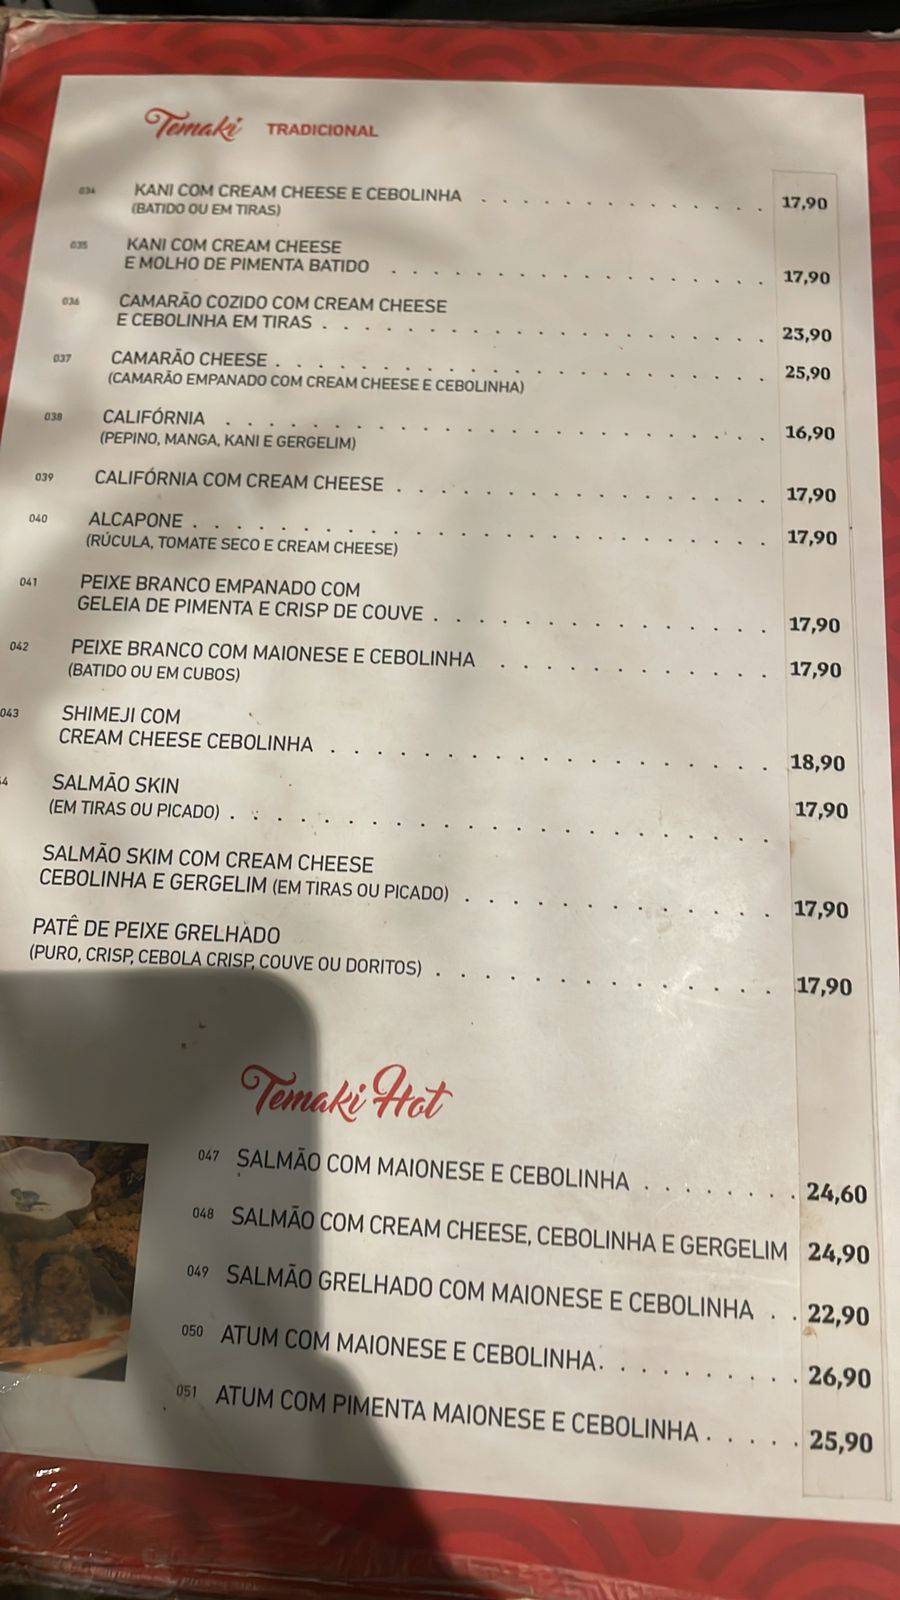 Temaki TRADICIONAL
034 KANI COM CREAM CHEESE E CEBOLINHA . . . . . . . . . . . . . 17,90
(BATIDO OU EM TIRAS)
035 KANI COM CREAM CHEESE
E MOLHO DE PIMENTA BATIDO . . . . . . . . . . . . . . . 17,90
036 CAMARÃO COZIDO COM CREAM CHEESE
E CEBOLINHA EM TIRAS . . . . . . . . . . . . . . . . . 23,90
037 CAMARÃO CHEESE . . . . . . . . . . . . . . . . . . . 25,90
(CAMARÃO EMPANADO COM CREAM CHEESE E CEBOLINHA)
038 CALIFÓRNIA . . . . . . . . . . . . . . . . . . . . . 16,90
(PEPINO, MANGA, KANI E GERGELIM)
039 CALIFÓRNIA COM CREAM CHEESE . . . . . . . . . . . . . . 17,90
040 ALCAPONE . . . . . . . . . . . . . . . . . . . . . . 17,90
(RÚCULA, TOMATE SECO E CREAM CHEESE)
041 PEIXE BRANCO EMPANADO COM
GELEIA DE PIMENTA E CRISP DE COUVE . . . . . . . . . . . . . 17,90
042 PEIXE BRANCO COM MAIONESE E CEBOLINHA . . . . . . . . . . 17,90
(BATIDO OU EM CUBOS)
043 SHIMEJI COM
CREAM CHEESE CEBOLINHA . . . . . . . . . . . . . . . . 18,90
4 SALMÃO SKIN
(EM TIRAS OU PICADO) . . . . . . . . . . . . . . . . . . . 17,90
SALMÃO SKIM COM CREAM CHEESE
CEBOLINHA E GERGELIM (EM TIRAS OU PICADO) . . . . . . . . . . . 17,90
PATÊ DE PEIXE GRELHADO
(PURO, CRISP, CEBOLA CRISP, COUVE OU DORITOS) . . . . . . . . . . . . 17,90
Temaki Hot
047 SALMÃO COM MAIONESE E CEBOLINHA . . . . . . . . 24,60
048 SALMÃO COM CREAM CHEESE, CEBOLINHA E GERGELIM 24,90
049 SALMÃO GRELHADO COM MAIONESE E CEBOLINHA . . 22,90
050 ATUM COM MAIONESE E CEBOLINHA. . . . . . . . . 26,90
051 ATUM COM PIMENTA MAIONESE E CEBOLINHA . . . . . 25,90